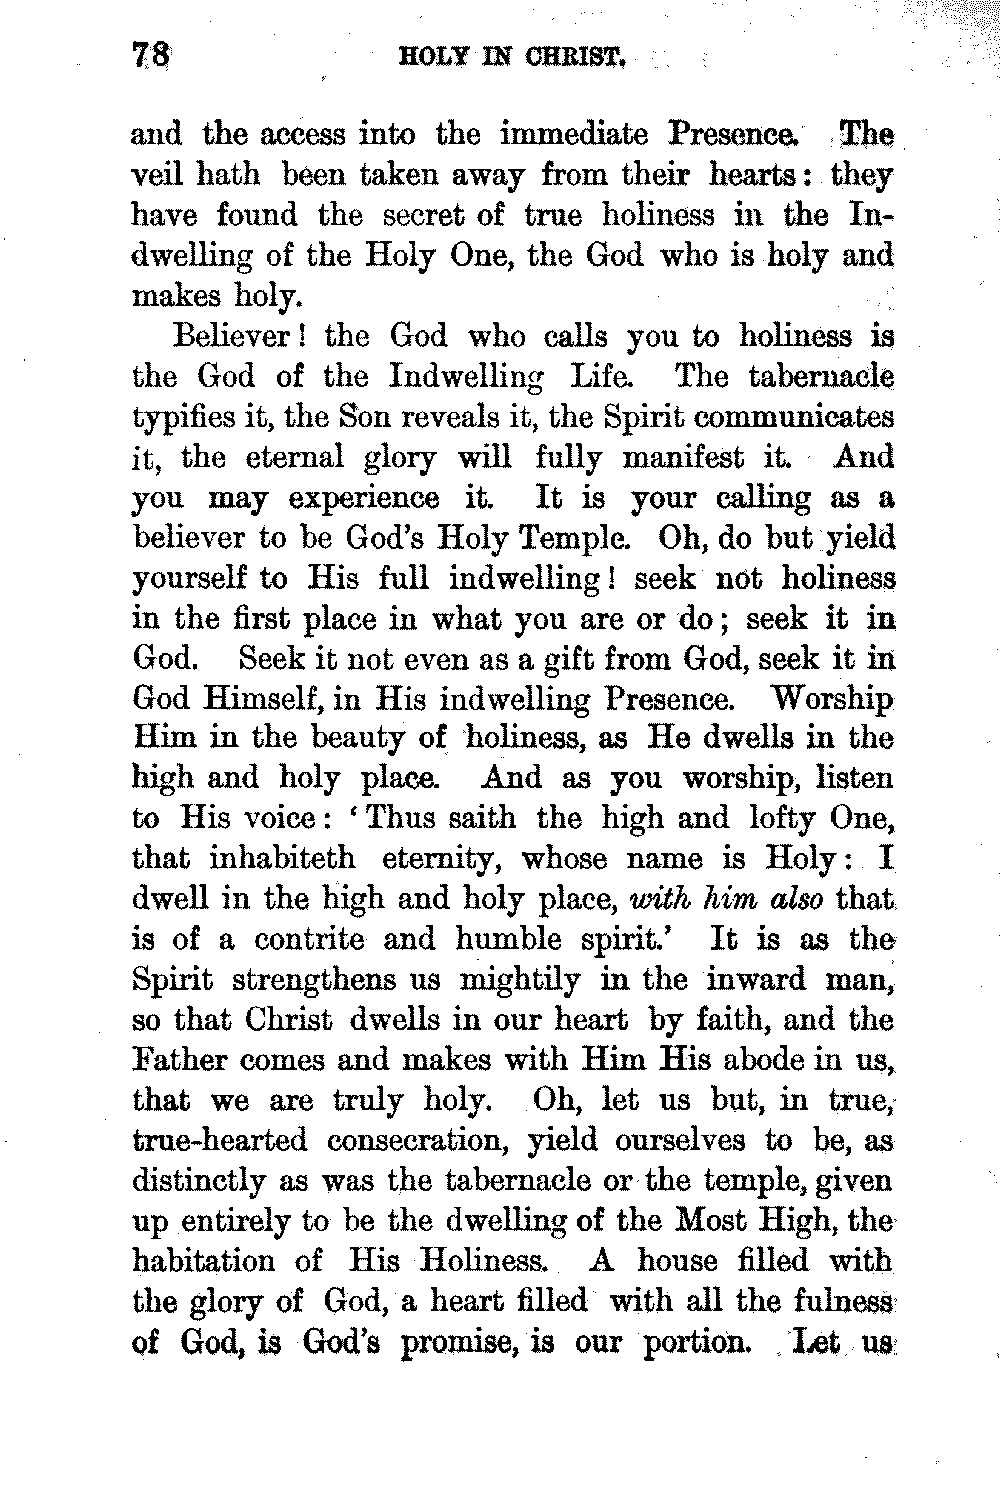 78 HOLY IN CHRIST.
and the access into the immediate Presence. The
veil hath been taken away from their hearts: they
have found the secret of true holiness in the In-
dwelling of the Holy One, the God who is holy and
makes holy.
Believer! the God who calls you to holiness is
the God of the Indwelling Life. The tabernacle
typifies it, the Son reveals it, the Spirit communicates
it, the eternal glory will fully manifest it. And
you may experience it. It is your calling as a
believer to be God's Holy Temple. Oh, do but yield
yourself to His full indwelling! seek not holiness
in the first place in what you are or do; seek it in
God. Seek it not even as a gift from God, seek it in
God Himself, in His indwelling Presence. Worship
Him in the beauty of holiness, as He dwells in the
high and holy place. And as you worship, listen
to His voice: ‘Thus saith the high and lofty One,
that inhabiteth eternity, whose name is Holy: I
dwell in the high and holy place, with him also that
is of a contrite and humble spirit.’ It is as the
Spirit strengthens us mightily in the inward man,
so that Christ dwells in our heart by faith, and the
Father comes and makes with Him His abode in us,
that we are truly holy. Oh, let us but, in true,
true-hearted consecration, yield ourselves to be, as
distinctly as was the tabernacle or the temple, given
up entirely to be the dwelling of the Most High, the
habitation of His Holiness. A house filled with
the glory of God, a heart filled with all the fulness
of God, is God's promise, is our portion. Let us